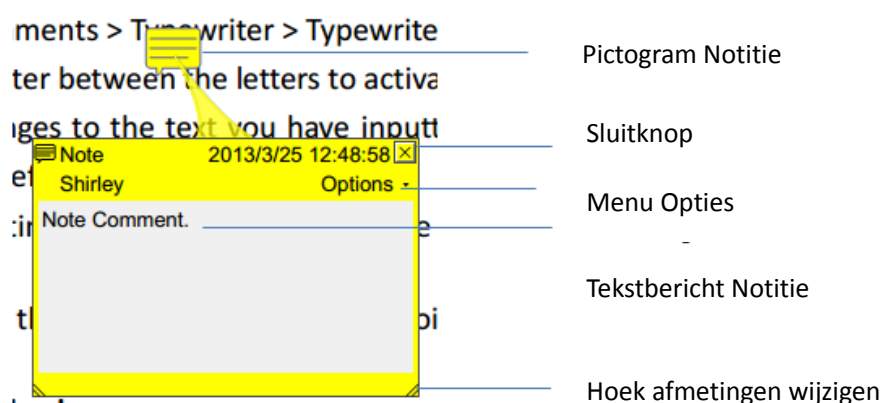 ments > Typewriter > Typewrite
Pictogram Notitie
ter between the letters to activa
ges to the text you have inputt
Sluitknop
Note 2013/3/25 12:48:58
Shirley Options
Menu Opties
Note Comment.
Tekstbericht Notitie
Hoek afmetingen wijzigen